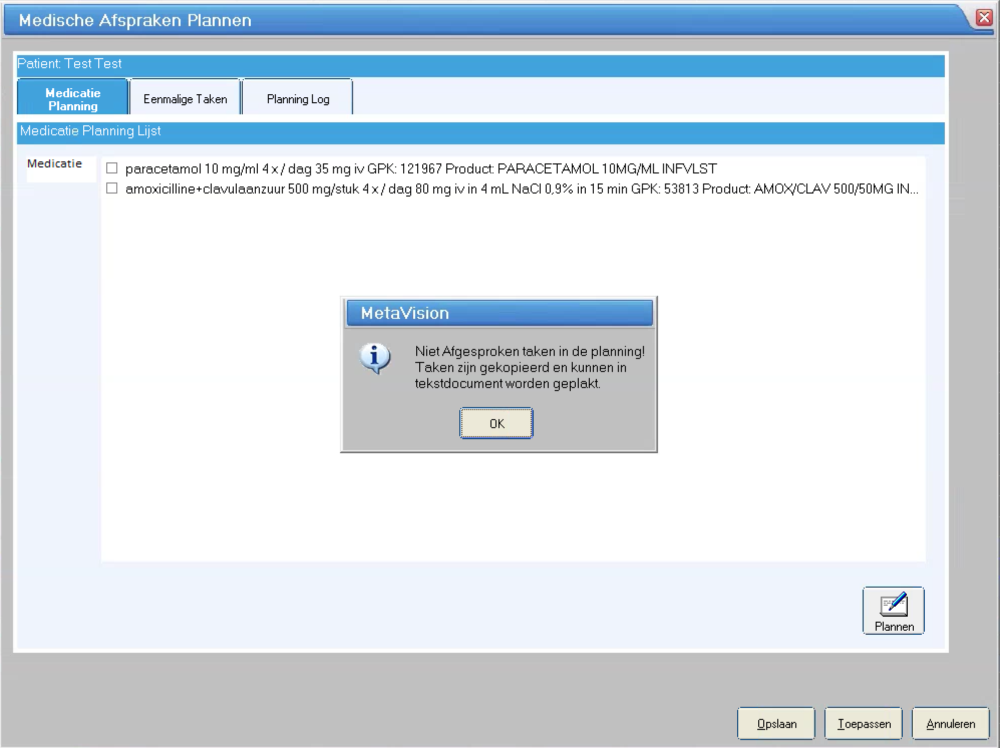 Medische Afspraken Plannen
Patient: Test Test
Medicatie
Planning
Eenmalige Taken
Planning Log
Medicatie Planning Lijst
Medicatie
paracetamol 10 mg/ml 4 x / dag 35 mg iv GPK: 121967 Product: PARACETAMOL 10MG/ML INFVLST
amoxicilline+clavulaanzuur 500 mg/stuk 4 x / dag 80 mg iv in 4 mL NaCl 0,9% in 15 min GPK: 53813 Product: AMOX/CLAV 500/50MG IN...
MetaVision
Niet Afgesproken taken in de planning!
Taken zijn gekopieerd en kunnen in
tekstdocument worden geplakt.
OK
Plannen
Opslaan
Toepassen
Annuleren